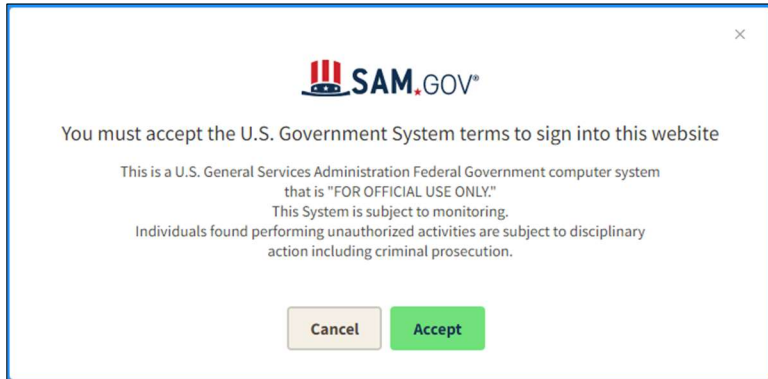 SAM.GOV®
You must accept the U.S. Government System terms to sign into this website
This is a U.S. General Services Administration Federal Government computer system
that is "FOR OFFICIAL USE ONLY."
This System is subject to monitoring.
Individuals found performing unauthorized activities are subject to disciplinary
action including criminal prosecution.
Cancel
Accept